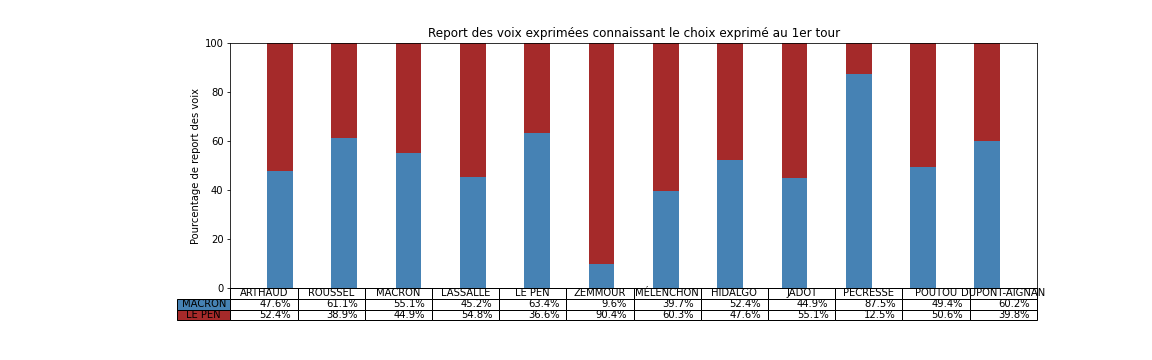 Report des voix exprimées connaissant le choix exprimé au 1er tour
Pourcentage de report des voix
100
80
60
40
20
0
ARTHAUD ROUSSEL MACRON LASSALLE LE PEN ZEMMOUR MÉLENCHON HIDALGO JADOT PÉCRESSE POUTOU DUPONT-AIGNAN
MACRON 47.6% 61.1% 55.1% 45.2% 63.4% 9.6% 39.7% 52.4% 44.9% 87.5% 49.4% 60.2%
LE PEN 52.4% 38.9% 44.9% 54.8% 36.6% 90.4% 60.3% 47.6% 55.1% 12.5% 50.6% 39.8%